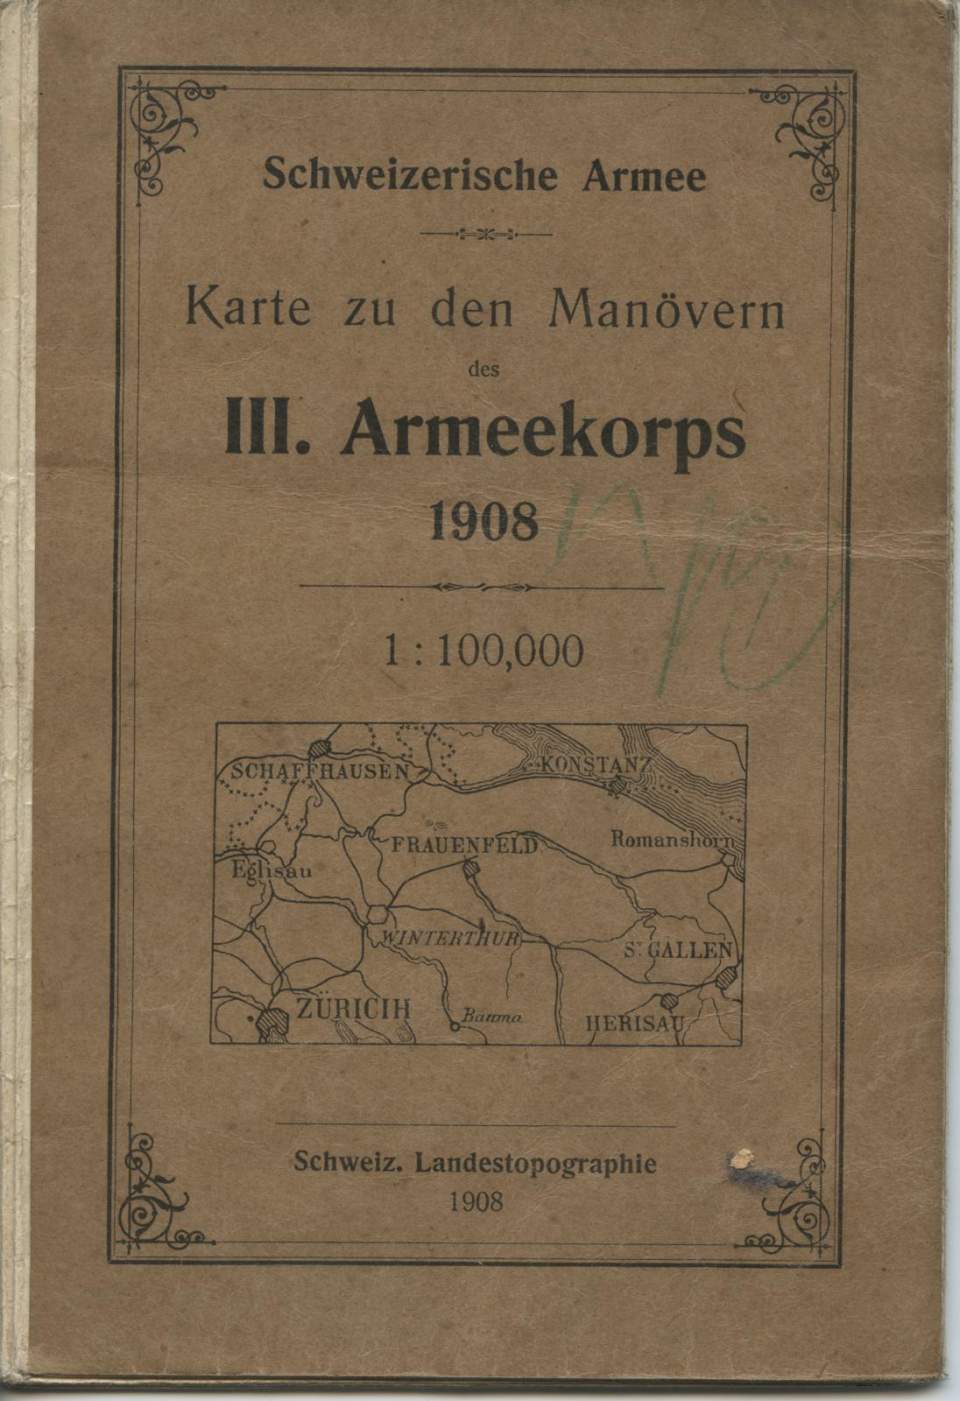 Schweizerische Armee
Karte zu den Manövern
des
III. Armeekorps
1908
1 : 100,000
SCHAFFHAUSEN
KONSTANZ
FRAUENFELD
Romanshorn
Eglisau
WINTERTHUR
ST. GALLEN
ZÜRICIH
Bauma
HERISAU
Schweiz. Landestopographie
1908